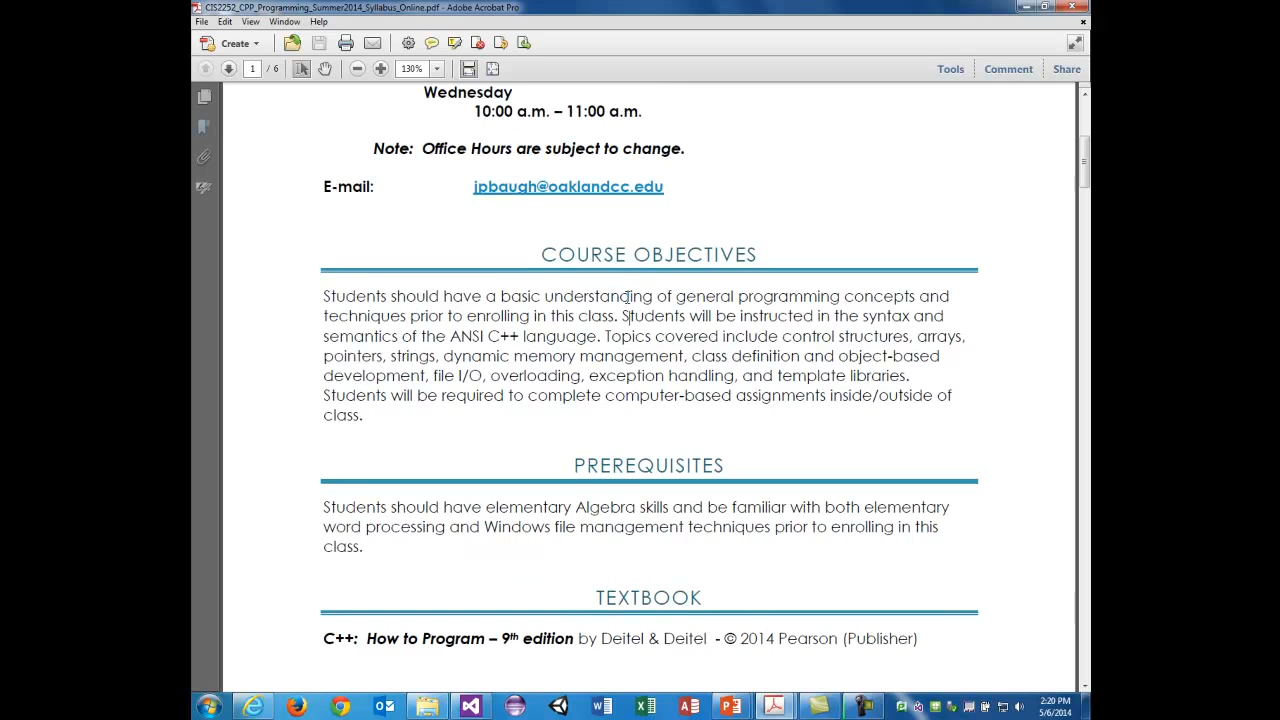 CIS2252_CPP_Programming_Summer2014_Syllabus_Online.pdf - Adobe Acrobat Pro
File Edit View Window Help
Create
1 / 6 130% Tools Comment Share
Wednesday
10:00 a.m. – 11:00 a.m.
Note: Office Hours are subject to change.
E-mail: jpbaugh@oaklandcc.edu
COURSE OBJECTIVES
Students should have a basic understanding of general programming concepts and
techniques prior to enrolling in this class. Students will be instructed in the syntax and
semantics of the ANSI C++ language. Topics covered include control structures, arrays,
pointers, strings, dynamic memory management, class definition and object-based
development, file I/O, overloading, exception handling, and template libraries.
Students will be required to complete computer-based assignments inside/outside of
class.
PREREQUISITES
Students should have elementary Algebra skills and be familiar with both elementary
word processing and Windows file management techniques prior to enrolling in this
class.
TEXTBOOK
C++: How to Program – 9th edition by Deitel & Deitel - © 2014 Pearson (Publisher)
2:20 PM
5/6/2014